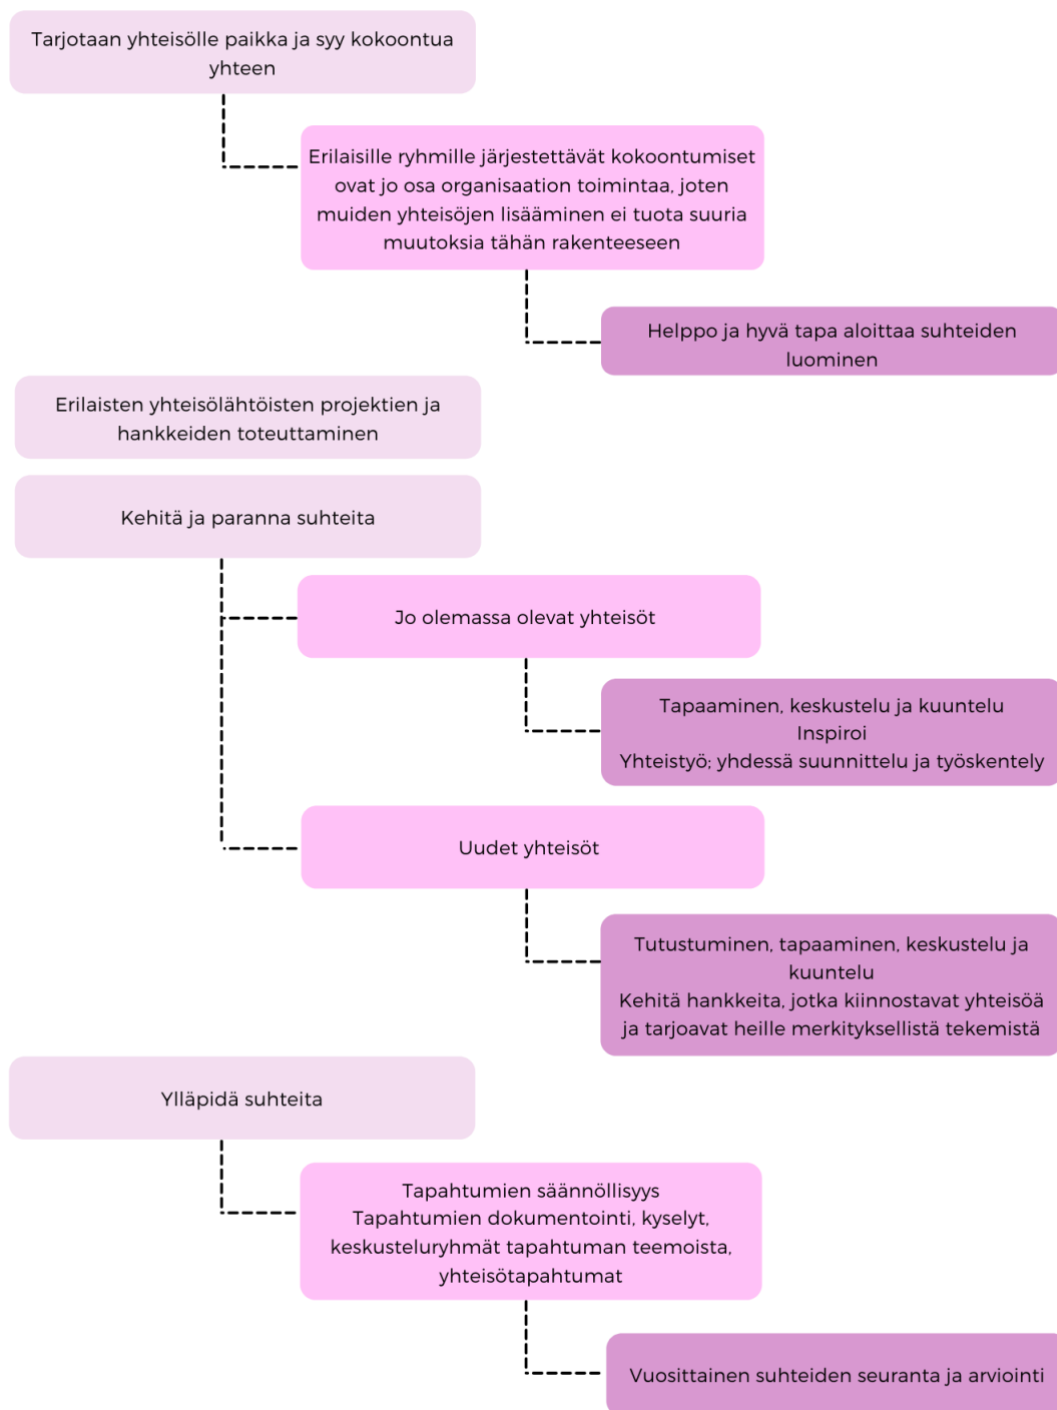 Tarjotaan yhteisölle paikka ja syy kokoontua
yhteen
Erilaisille ryhmille järjestettävät kokoontumiset
ovat jo osa organisaation toimintaa, joten
muiden yhteisöjen lisääminen ei tuota suuria
muutoksia tähän rakenteeseen
Helppo ja hyvä tapa aloittaa suhteiden
luominen
Erilaisten yhteisölähtöisten projektien ja
hankkeiden toteuttaminen
Kehitä ja paranna suhteita
Jo olemassa olevat yhteisöt
Tapaaminen, keskustelu ja kuuntelu
Inspiroi
Yhteistyö; yhdessä suunnittelu ja työskentely
Uudet yhteisöt
Tutustuminen, tapaaminen, keskustelu ja
kuuntelu
Kehitä hankkeita, jotka kiinnostavat yhteisöä
ja tarjoavat heille merkityksellistä tekemistä
Ylläpidä suhteita
Tapahtumien säännöllisyys
Tapahtumien dokumentointi, kyselyt,
keskusteluryhmät tapahtuman teemoista,
yhteisötapahtumat
Vuosittainen suhteiden seuranta ja arviointi